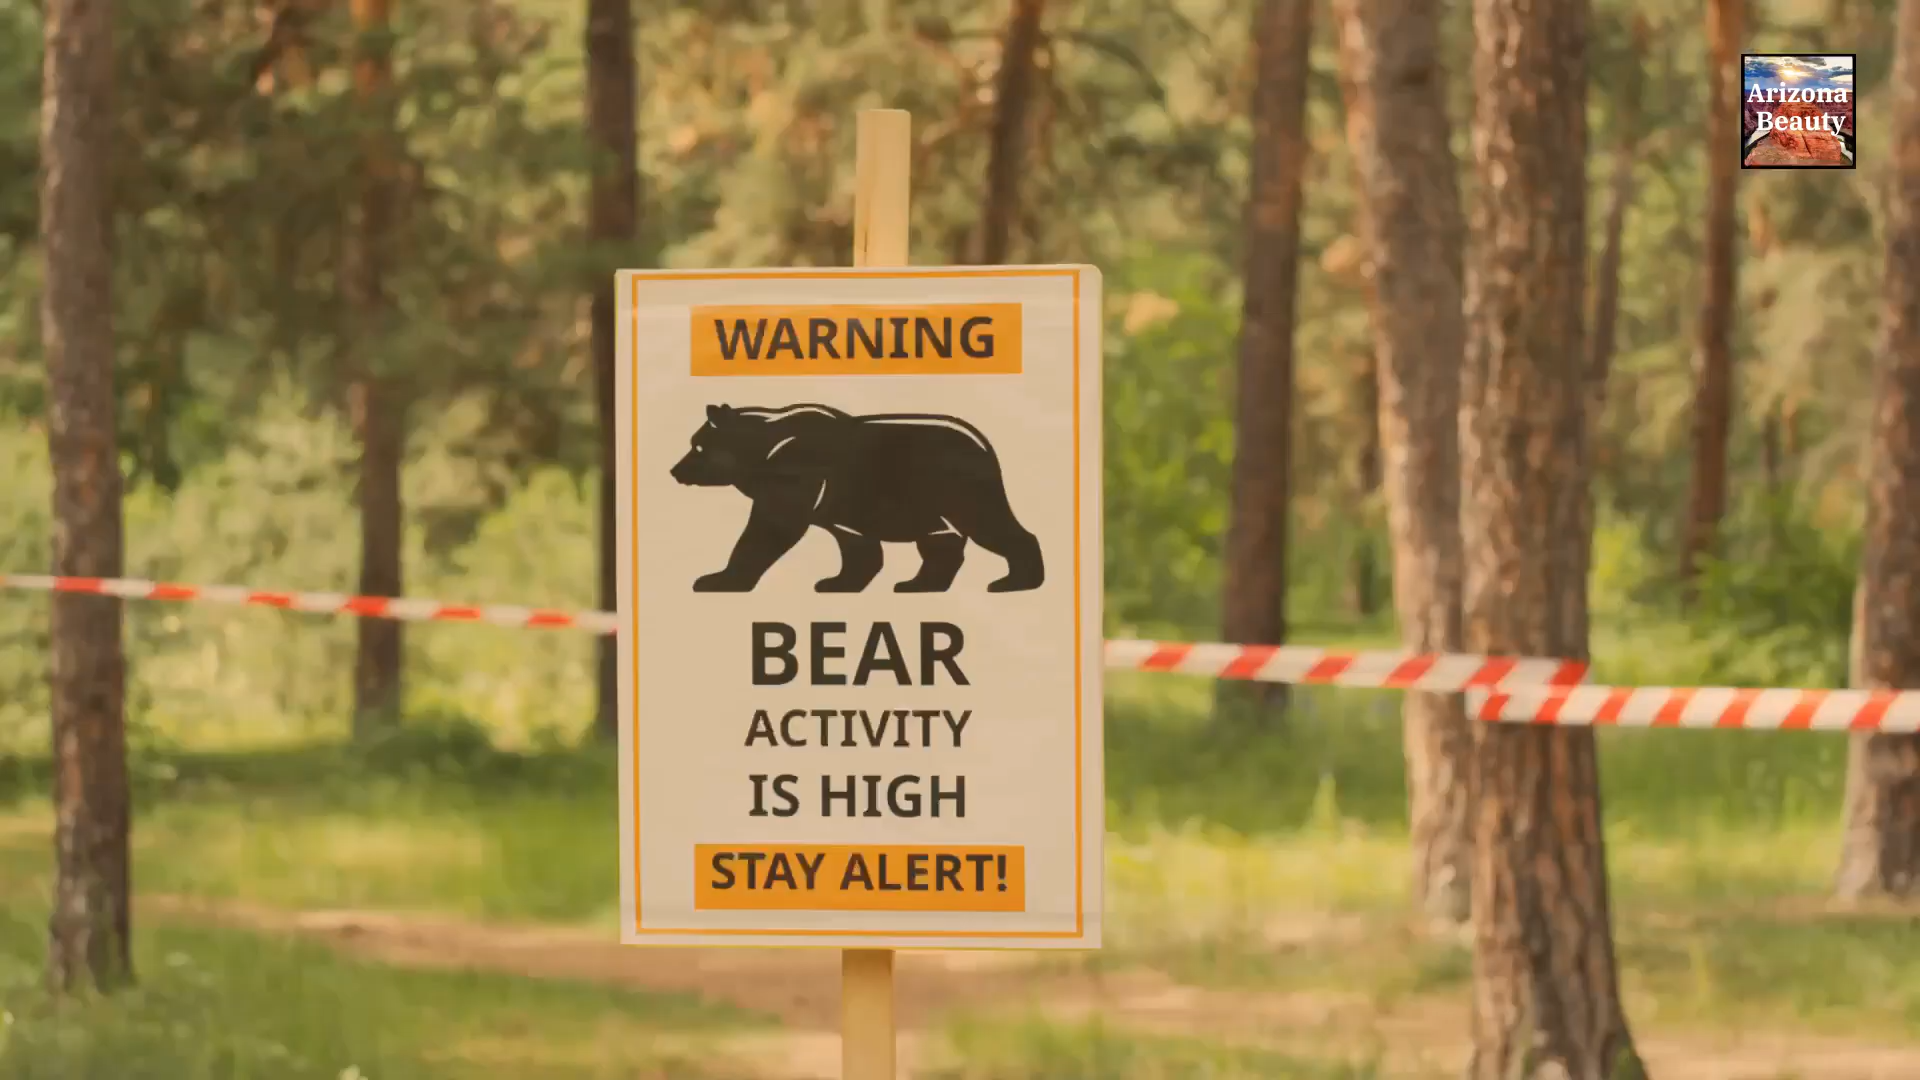 Arizona
Beauty
WARNING
BEAR
ACTIVITY
IS HIGH
STAY ALERT!